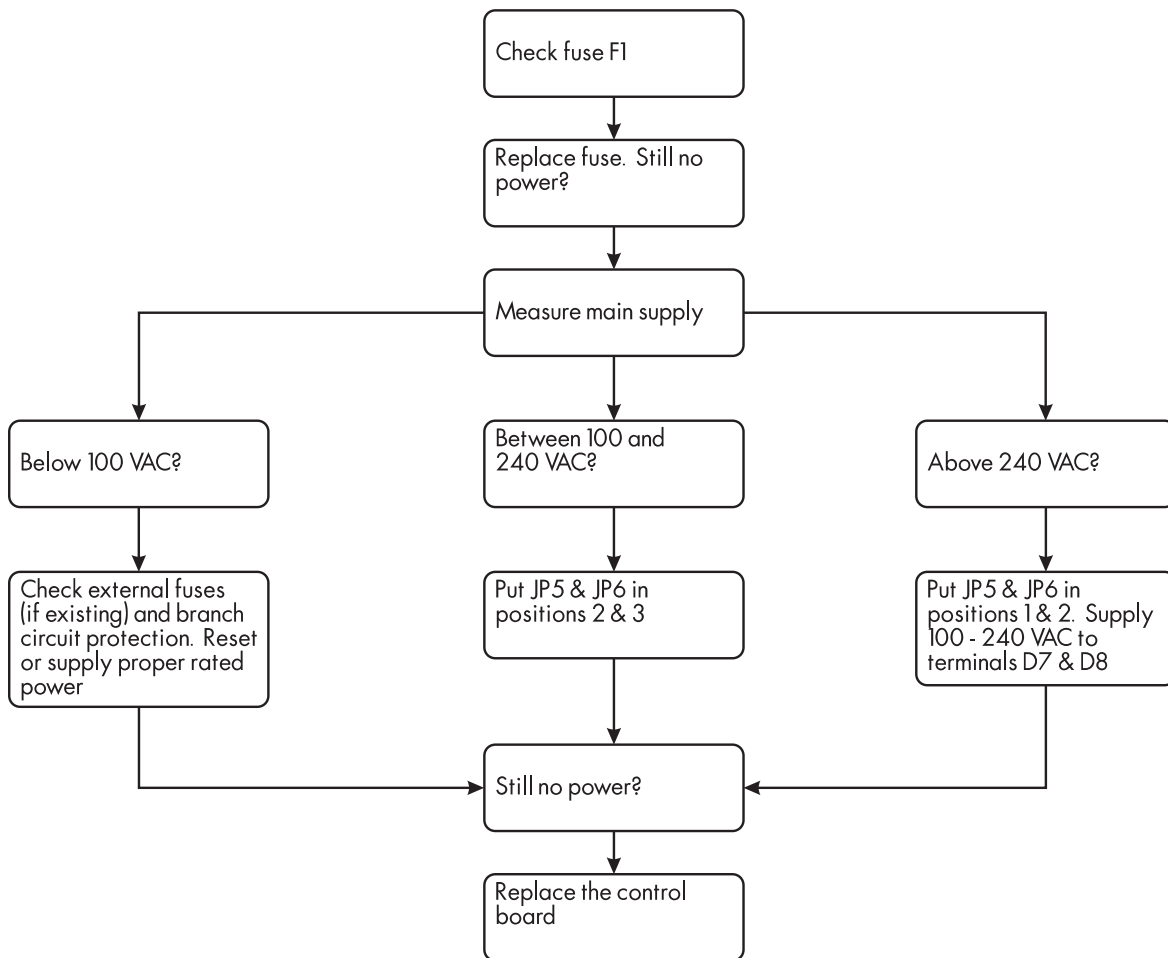 Check fuse F1
Replace fuse. Still no
power?
Measure main supply
Below 100 VAC?
Between 100 and
240 VAC?
Above 240 VAC?
Check external fuses
(if existing) and branch
circuit protection. Reset
or supply proper rated
power
Put JP5 & JP6 in
positions 2 & 3
Put JP5 & JP6 in
positions 1 & 2. Supply
100 - 240 VAC to
terminals D7 & D8
Still no power?
Replace the control
board